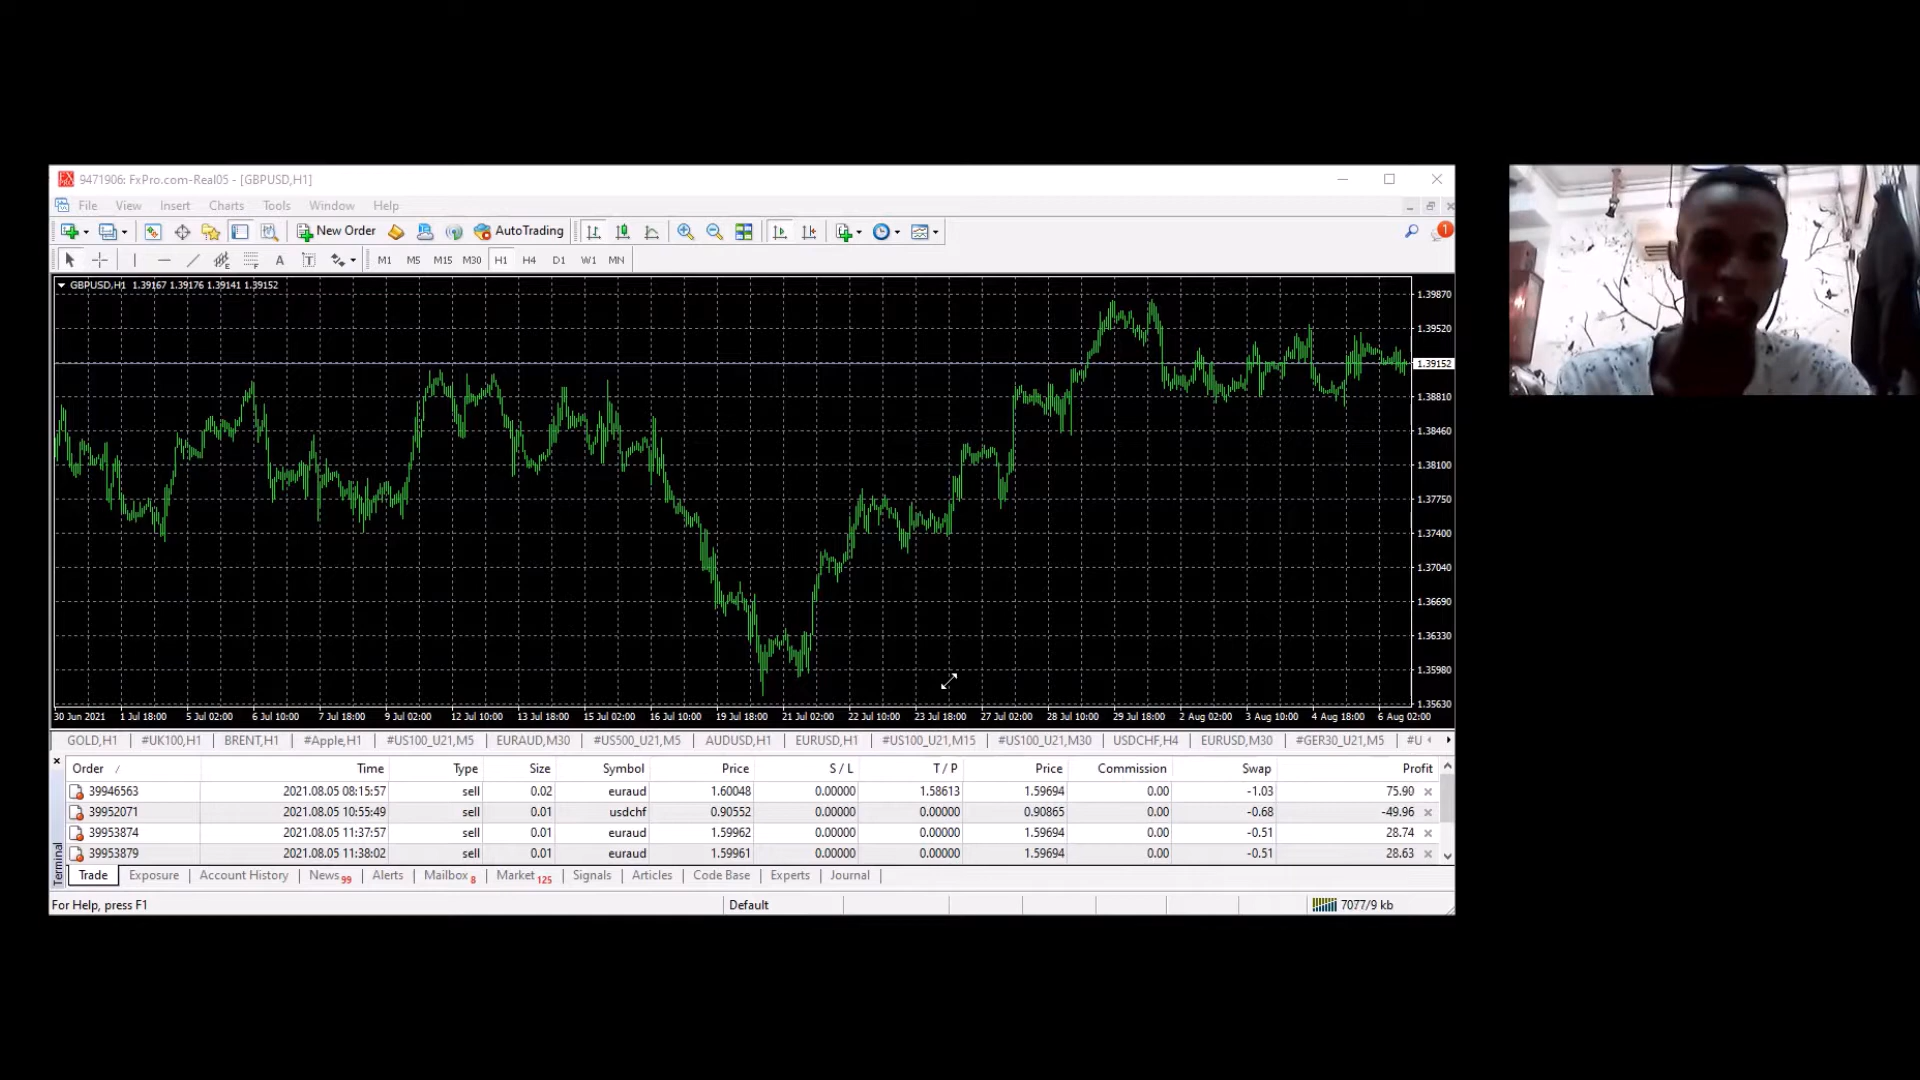 9471906: FxPro.com-Real05 - [GBPUSD,H1]
File View Insert Charts Tools Window Help
New Order AutoTrading 1
A T M1 M5 M15 M30 H1 H4 D1 W1 MN
GBPUSD,H1 1.39167 1.39176 1.39141 1.39152
1.39870
1.39520
1.39152
1.38810
1.38460
1.38100
1.37750
1.37400
1.37040
1.36690
1.36330
1.35980
1.35630
30 Jun 2021 1 Jul 18:00 5 Jul 02:00 6 Jul 10:00 7 Jul 18:00 9 Jul 02:00 12 Jul 10:00 13 Jul 18:00 15 Jul 02:00 16 Jul 10:00 19 Jul 18:00 21 Jul 02:00 22 Jul 10:00 23 Jul 18:00 27 Jul 02:00 28 Jul 10:00 29 Jul 18:00 2 Aug 02:00 3 Aug 10:00 4 Aug 18:00 6 Aug 02:00
GOLD,H1 #UK100,H1 BRENT,H1 #Apple,H1 #US100_U21,M5 EURAUD,M30 #US500_U21,M5 AUDUSD,H1 EURUSD,H1 #US100_U21,M15 #US100_U21,M30 USDCHF,H4 EURUSD,M30 #GER30_U21,M5 #U
Order / Time Type Size Symbol Price S / L T / P Price Commission Swap Profit
39946563 2021.08.05 08:15:57 sell 0.02 euraud 1.60048 0.00000 1.58613 1.59694 0.00 -1.03 75.90
39952071 2021.08.05 10:55:49 sell 0.01 usdchf 0.90552 0.00000 0.00000 0.90865 0.00 -0.68 -49.96
39953874 2021.08.05 11:37:57 sell 0.01 euraud 1.59962 0.00000 0.00000 1.59694 0.00 -0.51 28.74
39953879 2021.08.05 11:38:02 sell 0.01 euraud 1.59961 0.00000 0.00000 1.59694 0.00 -0.51 28.63
Terminal
Trade Exposure Account History News 99 Alerts Mailbox 8 Market 125 Signals Articles Code Base Experts Journal
For Help, press F1 Default 7077/9 kb